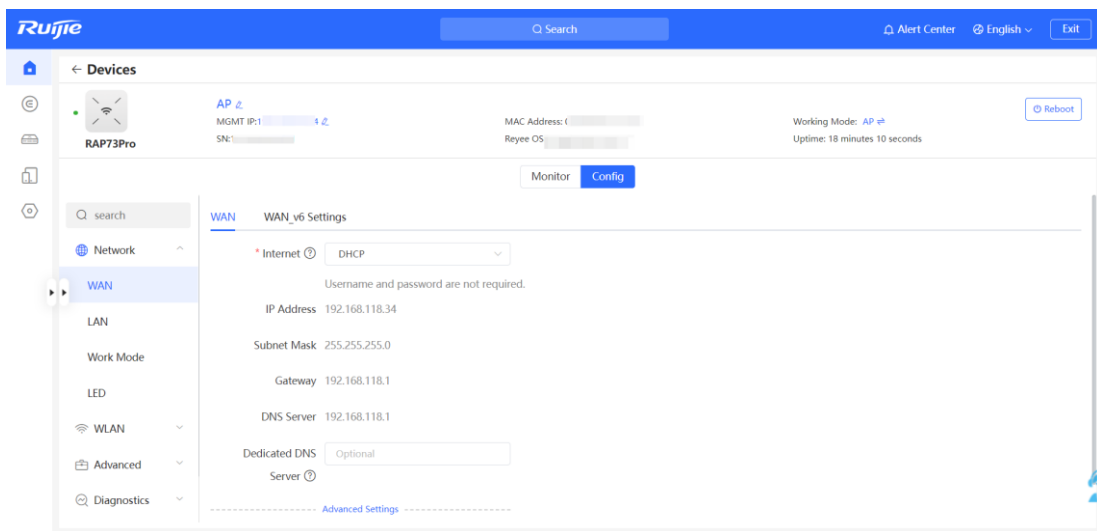 Ruijie
Search
Alert Center
English
Exit
← Devices
RAP73Pro
AP
MGMT IP:1 4
SN:
MAC Address:
Reyee OS
Working Mode: AP
Uptime: 18 minutes 10 seconds
Reboot
Monitor
Config
search
Network
WAN
LAN
Work Mode
LED
WLAN
Advanced
Diagnostics
WAN
WAN_v6 Settings
* Internet
DHCP
Username and password are not required.
IP Address 192.168.118.34
Subnet Mask 255.255.255.0
Gateway 192.168.118.1
DNS Server 192.168.118.1
Dedicated DNS
Server
Optional
Advanced Settings